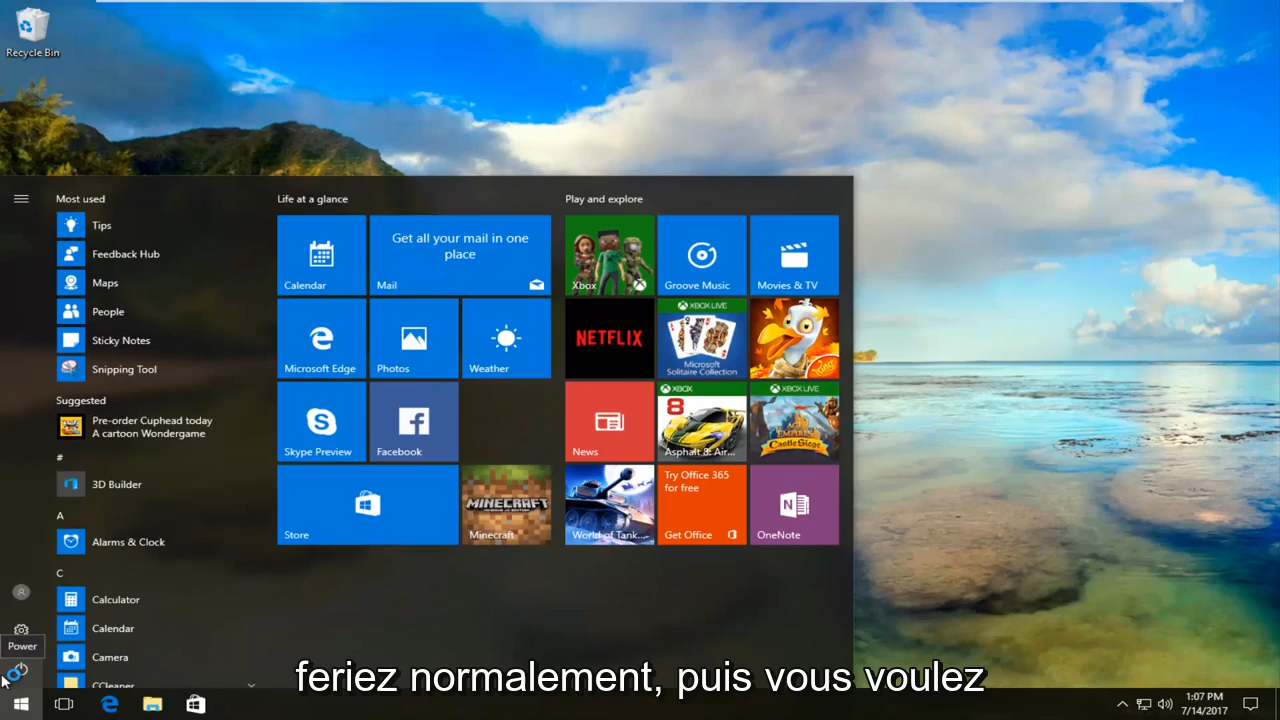 Recycle Bin
Most used
Tips
Feedback Hub
Maps
People
Sticky Notes
Snipping Tool
Suggested
Pre-order Cuphead today
A cartoon Wondergame
#
3D Builder
A
Alarms & Clock
C
Calculator
Calendar
Camera
CCleaner
Power
Life at a glance
Calendar
Get all your mail in one
place
Mail
Microsoft Edge
Photos
Weather
Skype Preview
Facebook
Store
MINECRAFT
Minecraft
Play and explore
Xbox
Groove Music
Movies & TV
NETFLIX
XBOX LIVE
Microsoft
Solitaire Collection
News
XBOX
8
Asphalt 8: Air...
XBOX LIVE
AGE OF
EMPIRES
Castle Siege
World of Tank...
Try Office 365
for free
Get Office
OneNote
feriez normalement, puis vous voulez
1:07 PM
7/14/2017